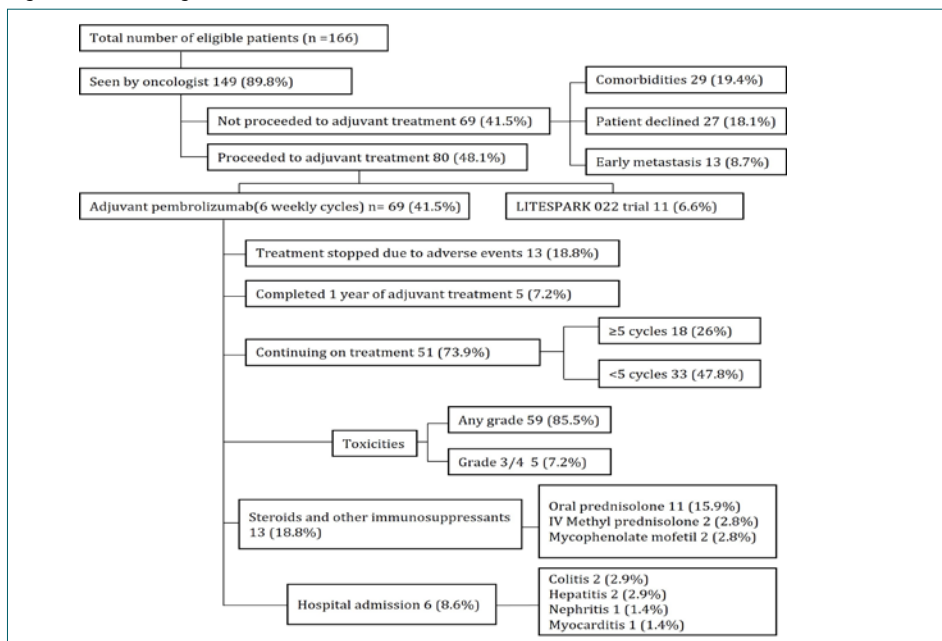 Total number of eligible patients (n =166)
Seen by oncologist 149 (89.8%)
Comorbidities 29 (19.4%)
Not proceeded to adjuvant treatment 69 (41.5%)
Patient declined 27 (18.1%)
Proceeded to adjuvant treatment 80 (48.1%)
Early metastasis 13 (8.7%)
Adjuvant pembrolizumab(6 weekly cycles) n= 69 (41.5%)
LITESPARK 022 trial 11 (6.6%)
Treatment stopped due to adverse events 13 (18.8%)
Completed 1 year of adjuvant treatment 5 (7.2%)
≥5 cycles 18 (26%)
Continuing on treatment 51 (73.9%)
<5 cycles 33 (47.8%)
Any grade 59 (85.5%)
Toxicities
Grade 3/4 5 (7.2%)
Steroids and other immunosuppressants
13 (18.8%)
Oral prednisolone 11 (15.9%)
IV Methyl prednisolone 2 (2.8%)
Mycophenolate mofetil 2 (2.8%)
Hospital admission 6 (8.6%)
Colitis 2 (2.9%)
Hepatitis 2 (2.9%)
Nephritis 1 (1.4%)
Myocarditis 1 (1.4%)